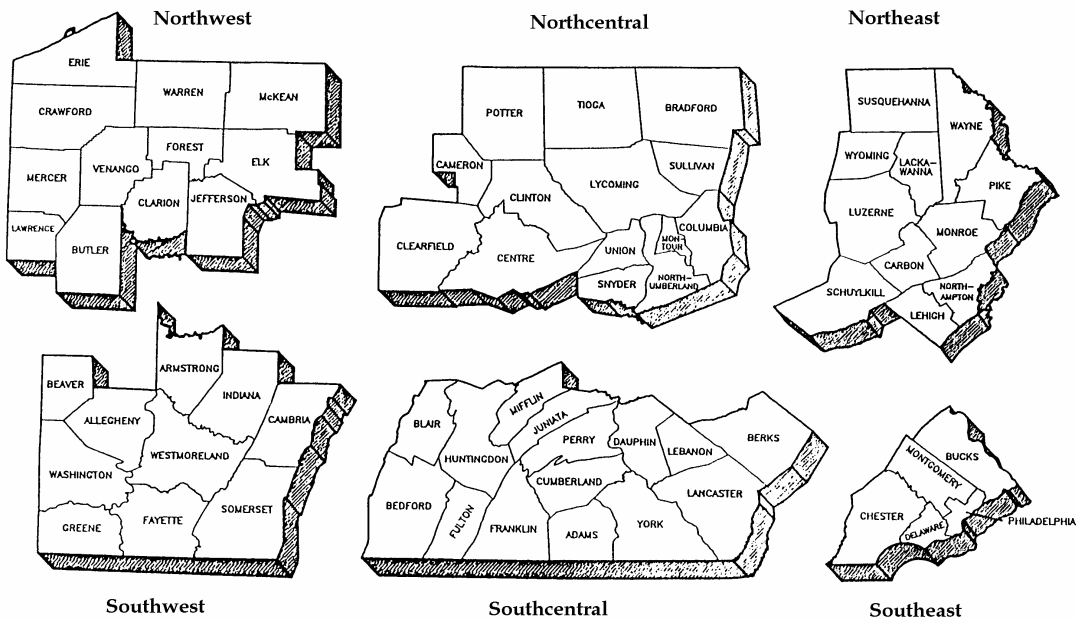 Northwest
ERIE
CRAWFORD
WARREN
McKEAN
MERCER
VENANGO
FOREST
ELK
CLARION
JEFFERSON
LAWRENCE
BUTLER
Northcentral
POTTER
TIOGA
BRADFORD
CAMERON
SULLIVAN
CLINTON
LYCOMING
CLEARFIELD
CENTRE
UNION
MON-
TOUR
COLUMBIA
SNYDER
NORTH-
UMBERLAND
Northeast
SUSQUEHANNA
WAYNE
WYOMING
LACKA-
WANNA
PIKE
LUZERNE
MONROE
CARBON
SCHUYLKILL
NORTH-
AMPTON
LEHIGH
BEAVER
ARMSTRONG
INDIANA
ALLEGHENY
CAMBRIA
WESTMORELAND
WASHINGTON
SOMERSET
GREENE
FAYETTE
Southwest
MIFFLIN
BLAIR
JUNIATA
PERRY
DAUPHIN
BERKS
HUNTINGDON
LEBANON
CUMBERLAND
LANCASTER
BEDFORD
FULTON
FRANKLIN
ADAMS
YORK
Southcentral
BUCKS
MONTGOMERY
CHESTER
PHILADELPHIA
DELAWARE
Southeast